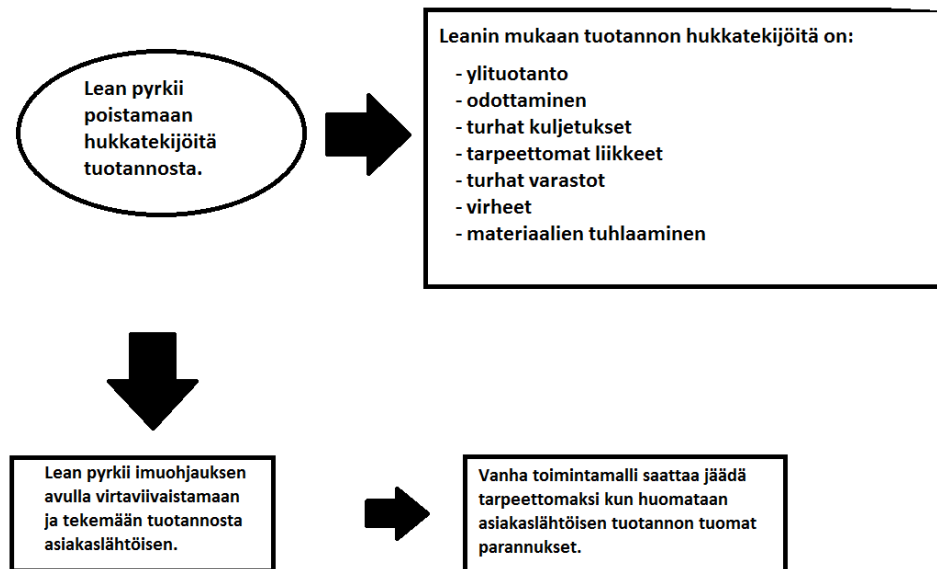 Lean pyrkii
poistamaan
hukkatekijöitä
tuotannosta.
Leanin mukaan tuotannon hukkatekijöitä on:
- ylituotanto
- odottaminen
- turhat kuljetukset
- tarpeettomat liikkeet
- turhat varastot
- virheet
- materiaalien tuhlaaminen
Lean pyrkii imuohjauksen
avulla virtaviivaistamaan
ja tekemään tuotannosta
asiakaslähtöisen.
Vanha toimintamalli saattaa jäädä
tarpeettomaksi kun huomataan
asiakaslähtöisen tuotannon tuomat
parannukset.